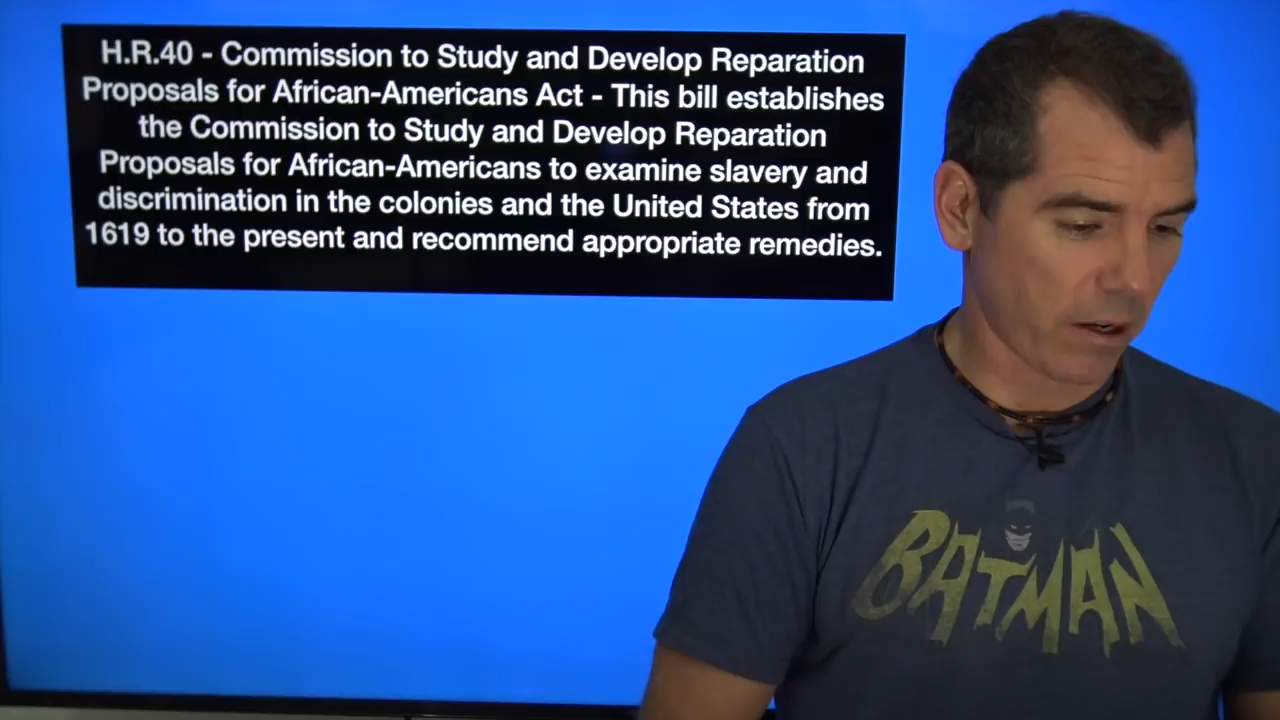 H.R.40 - Commission to Study and Develop Reparation
Proposals for African-Americans Act - This bill establishes
the Commission to Study and Develop Reparation
Proposals for African-Americans to examine slavery and
discrimination in the colonies and the United States from
1619 to the present and recommend appropriate remedies.
BATMAN